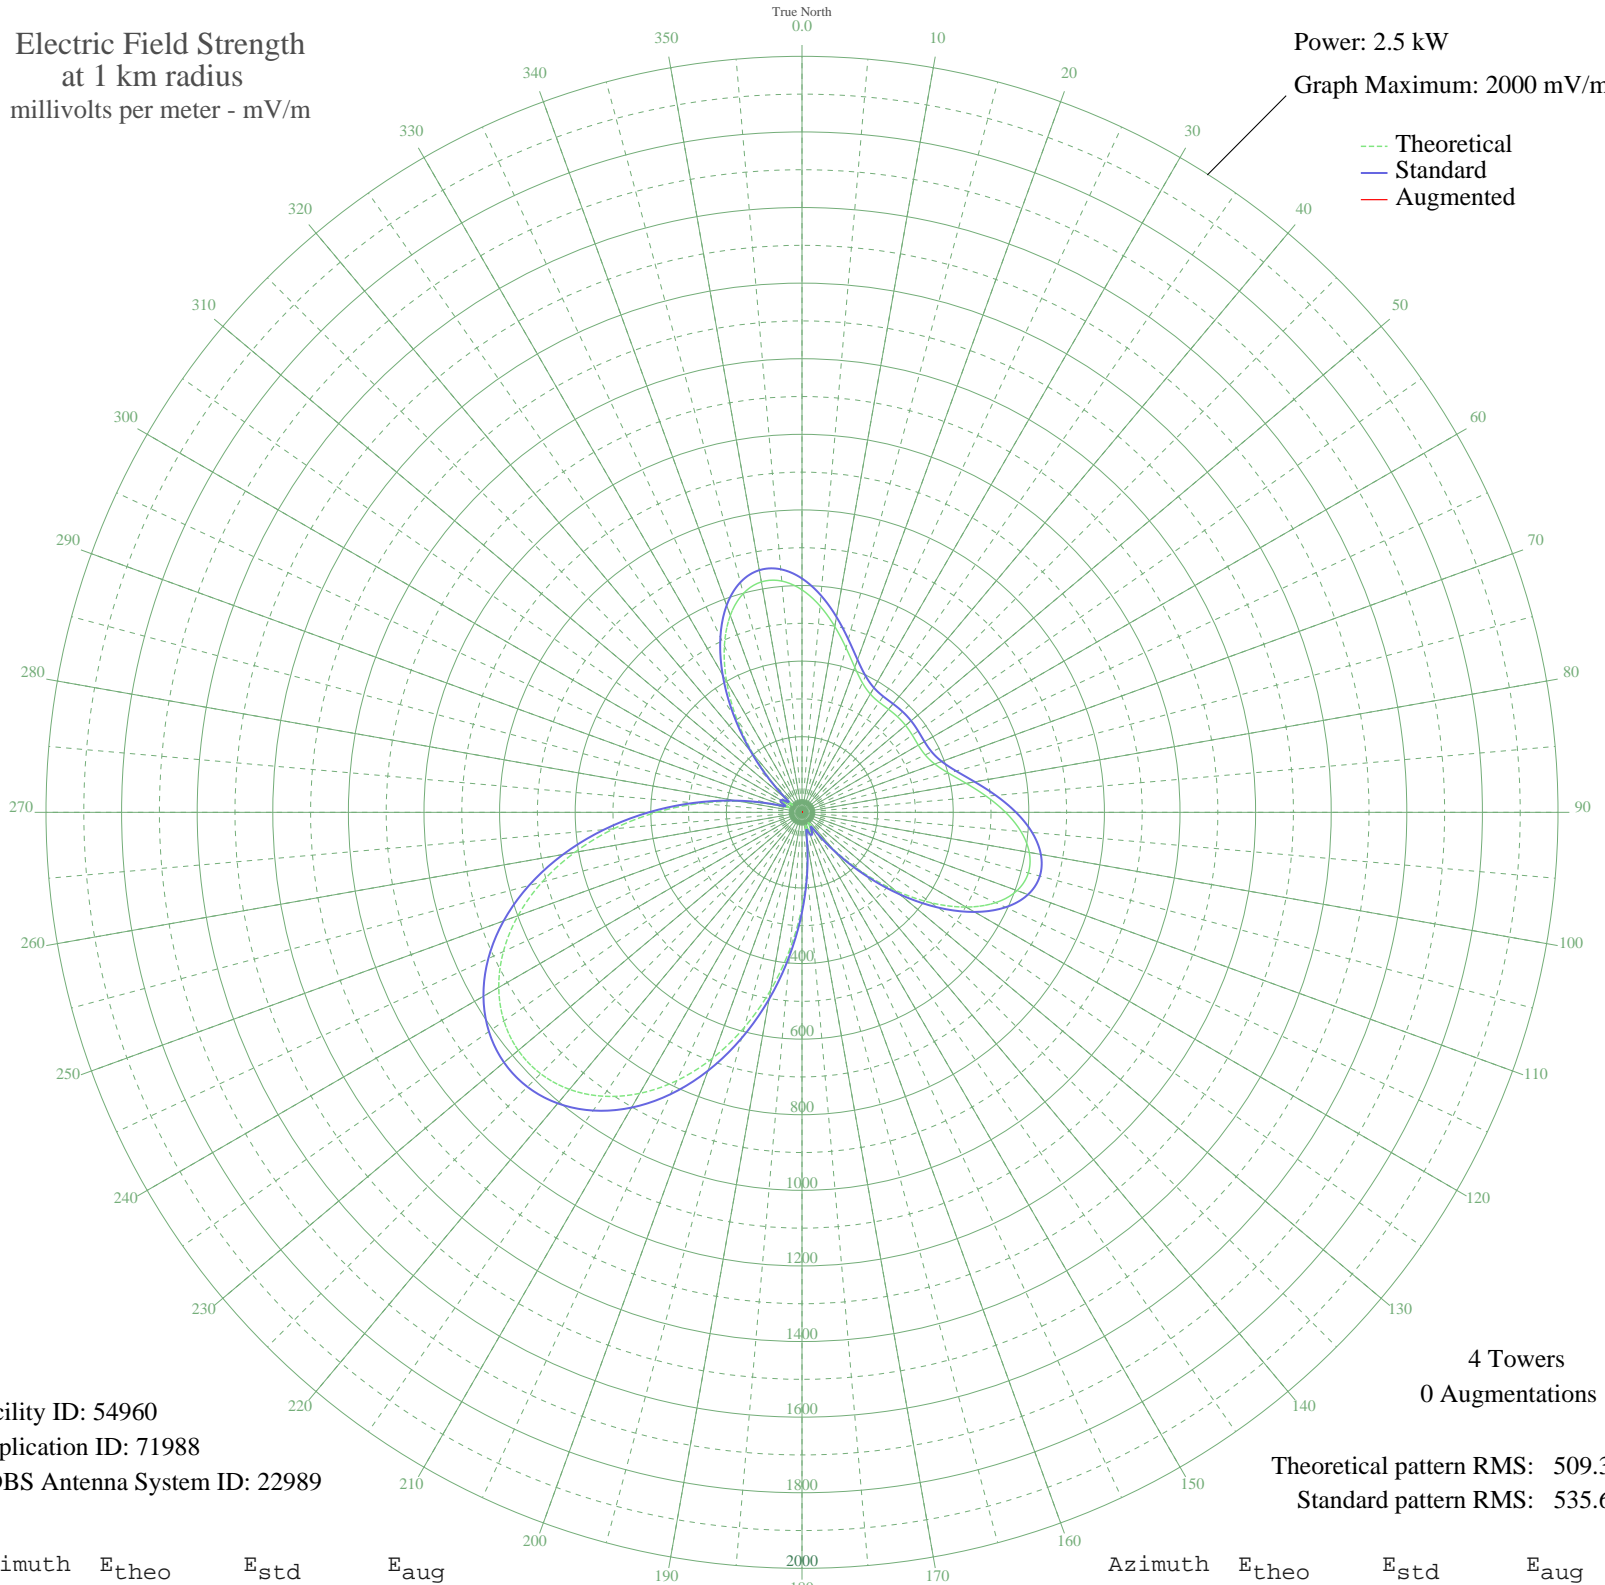 True North
0.0
Electric Field Strength
at 1 km radius
millivolts per meter - mV/m
Power: 2.5 kW
Graph Maximum: 2000 mV/m
Theoretical
Standard
Augmented
10
20
30
40
50
60
70
80
90
100
110
120
130
140
150
160
170
190
200
210
220
230
240
250
260
270
280
290
300
310
320
330
340
350
400
600
800
1000
1200
1400
1600
1800
2000
4 Towers
0 Augmentations
cility ID: 54960
plication ID: 71988
DBS Antenna System ID: 22989
Theoretical pattern RMS: 509.3
Standard pattern RMS: 535.6
imuth Etheo Estd Eaug
Azimuth Etheo Estd Eaug